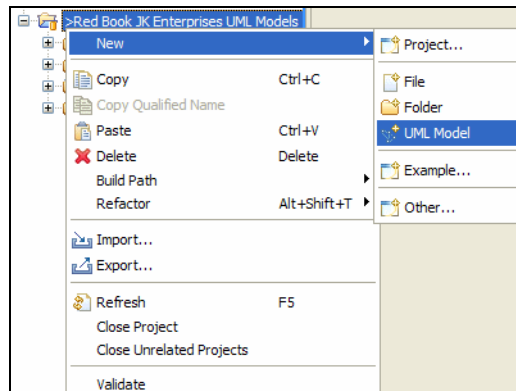 >Red Book JK Enterprises UML Models
New
Project...
Copy Ctrl+C
File
Copy Qualified Name
Folder
Paste Ctrl+V
UML Model
Delete Delete
Build Path
Example...
Refactor Alt+Shift+T
Other...
Import...
Export...
Refresh F5
Close Project
Close Unrelated Projects
Validate